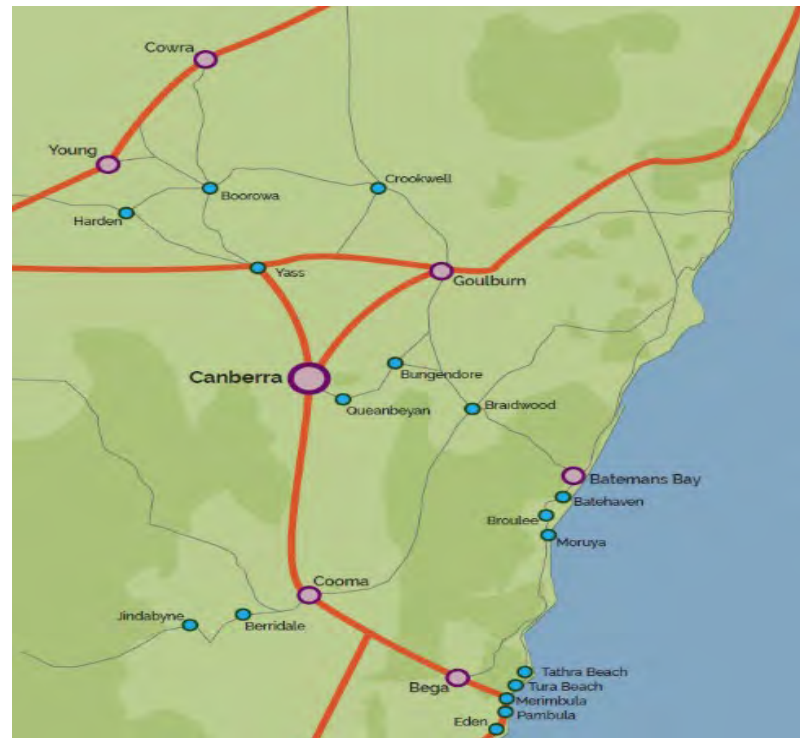 Cowra
Young
Crookwell
Boorowa
Harden
Yass
Goulburn
Canberra
Bungendore
Queanbeyan
Braidwood
Batemans Bay
Batehaven
Broulee
Moruya
Cooma
Jindabyne
Berridale
Tathra Beach
Bega
Tura Beach
Merimbula
Pambula
Eden